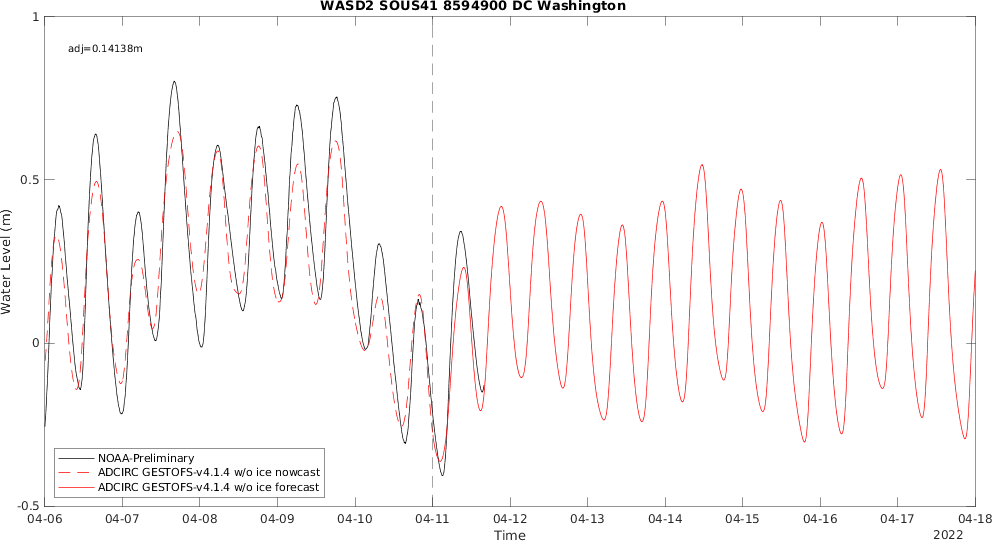 WASD2 SOUS41 8594900 DC Washington
adj=0.14138m
1
0.5
0
-0.5
Water Level (m)
NOAA-Preliminary
ADCIRC GESTOFS-v4.1.4 w/o ice nowcast
ADCIRC GESTOFS-v4.1.4 w/o ice forecast
04-06 04-07 04-08 04-09 04-10 04-11 04-12 04-13 04-14 04-15 04-16 04-17 04-18
Time
2022